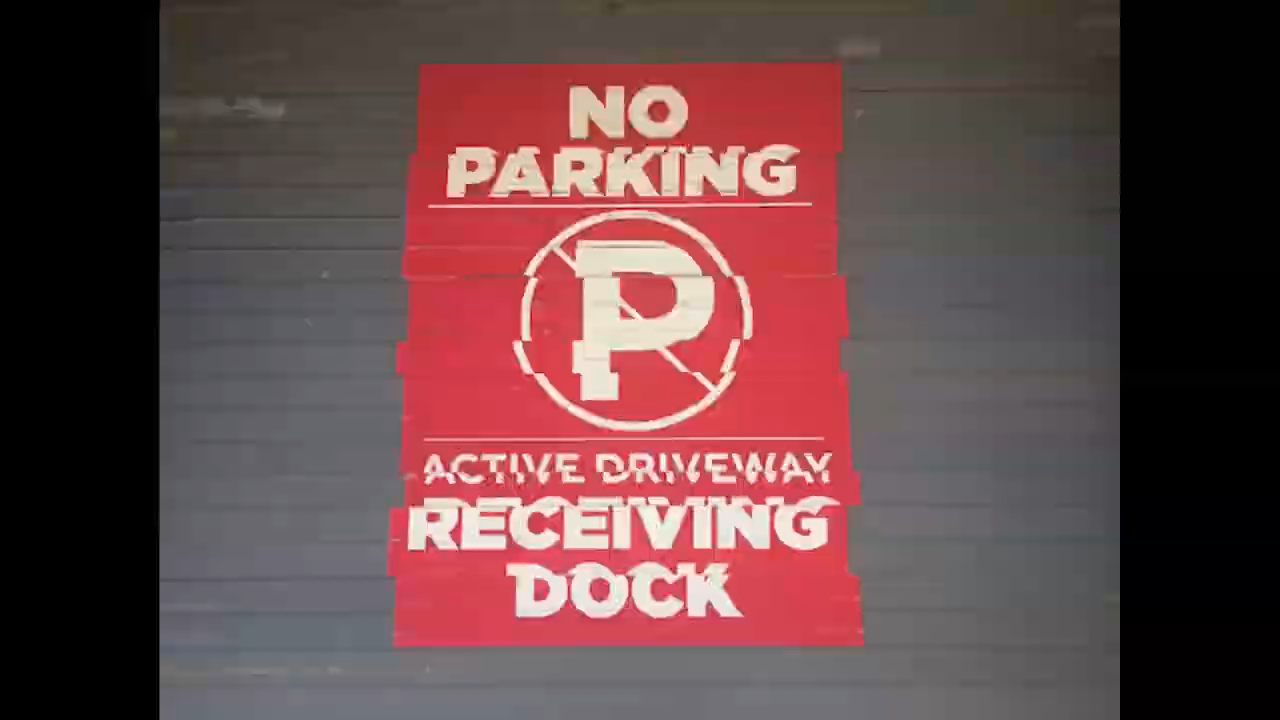 NO
PARKING
P
ACTIVE DRIVEWAY
RECEIVING
DOCK